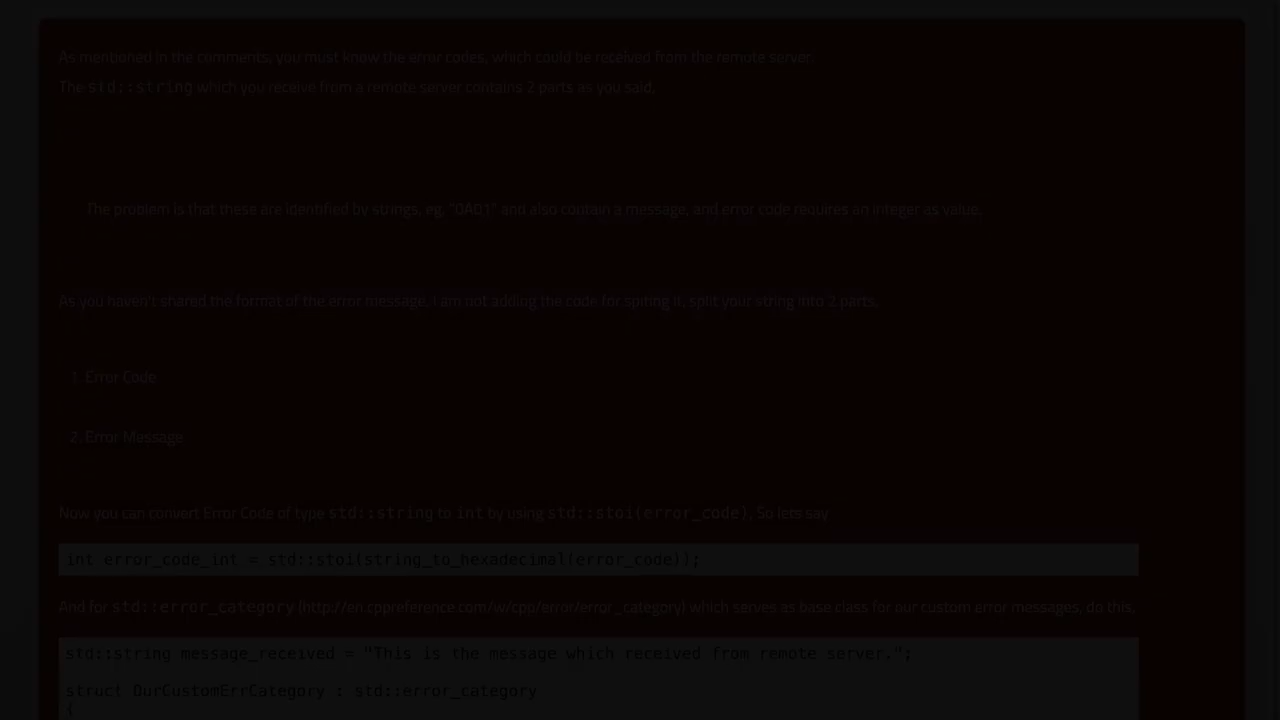 As mentioned in the comments, you must know the error codes, which could be received from the remote server.
The std::string which you receive from a remote server contains 2 parts as you said,
The problem is that these are identified by strings, eg. "0A01" and also contain a message, and error code requires an integer as value.
As you haven't shared the format of the error message, I am not adding the code for spliting it, split your string into 2 parts,
1. Error Code
2. Error Message
Now you can convert Error Code of type std::string to int by using std::stoi(error_code), So lets say
int error_code_int = std::stoi(string_to_hexadecimal(error_code));
And for std::error_category (http://en.cppreference.com/w/cpp/error/error_category) which serves as base class for our custom error messages, do this,
std::string message_received = "This is the message which received from remote server.";
struct OurCustomErrCategory : std::error_category
{